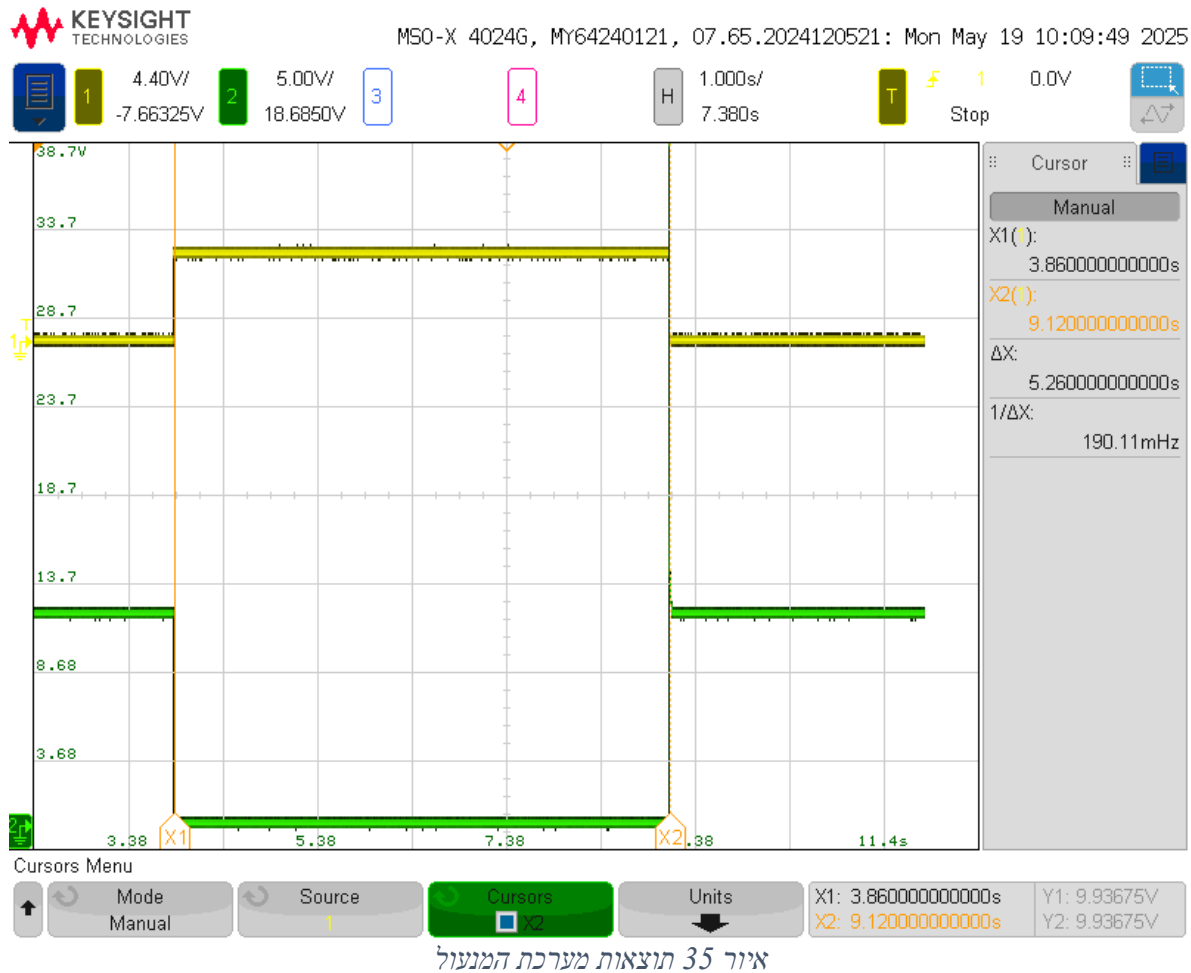 KEYSIGHT
TECHNOLOGIES
MSO-X 4024G, MY64240121, 07.65.2024120521: Mon May 19 10:09:49 2025
1 4.40V/ 2 5.00V/ 3 4 H 1.000s/ T 1 0.0V
-7.66325V 18.6850V 7.380s Stop
38.7V
33.7
28.7
23.7
18.7
13.7
8.68
3.68
T
1
2
3.38 X1 5.38 7.38 X2 .38 11.4s
Cursor
Manual
X1(1):
3.860000000000s
X2(1):
9.120000000000s
ΔX:
5.260000000000s
1/ΔX:
190.11mHz
Cursors Menu
Mode Source Cursors Units
Manual 1 X2
X1: 3.860000000000s Y1: 9.93675V
X2: 9.120000000000s Y2: 9.93675V
איור 35 תוצאות מערכת המנעול